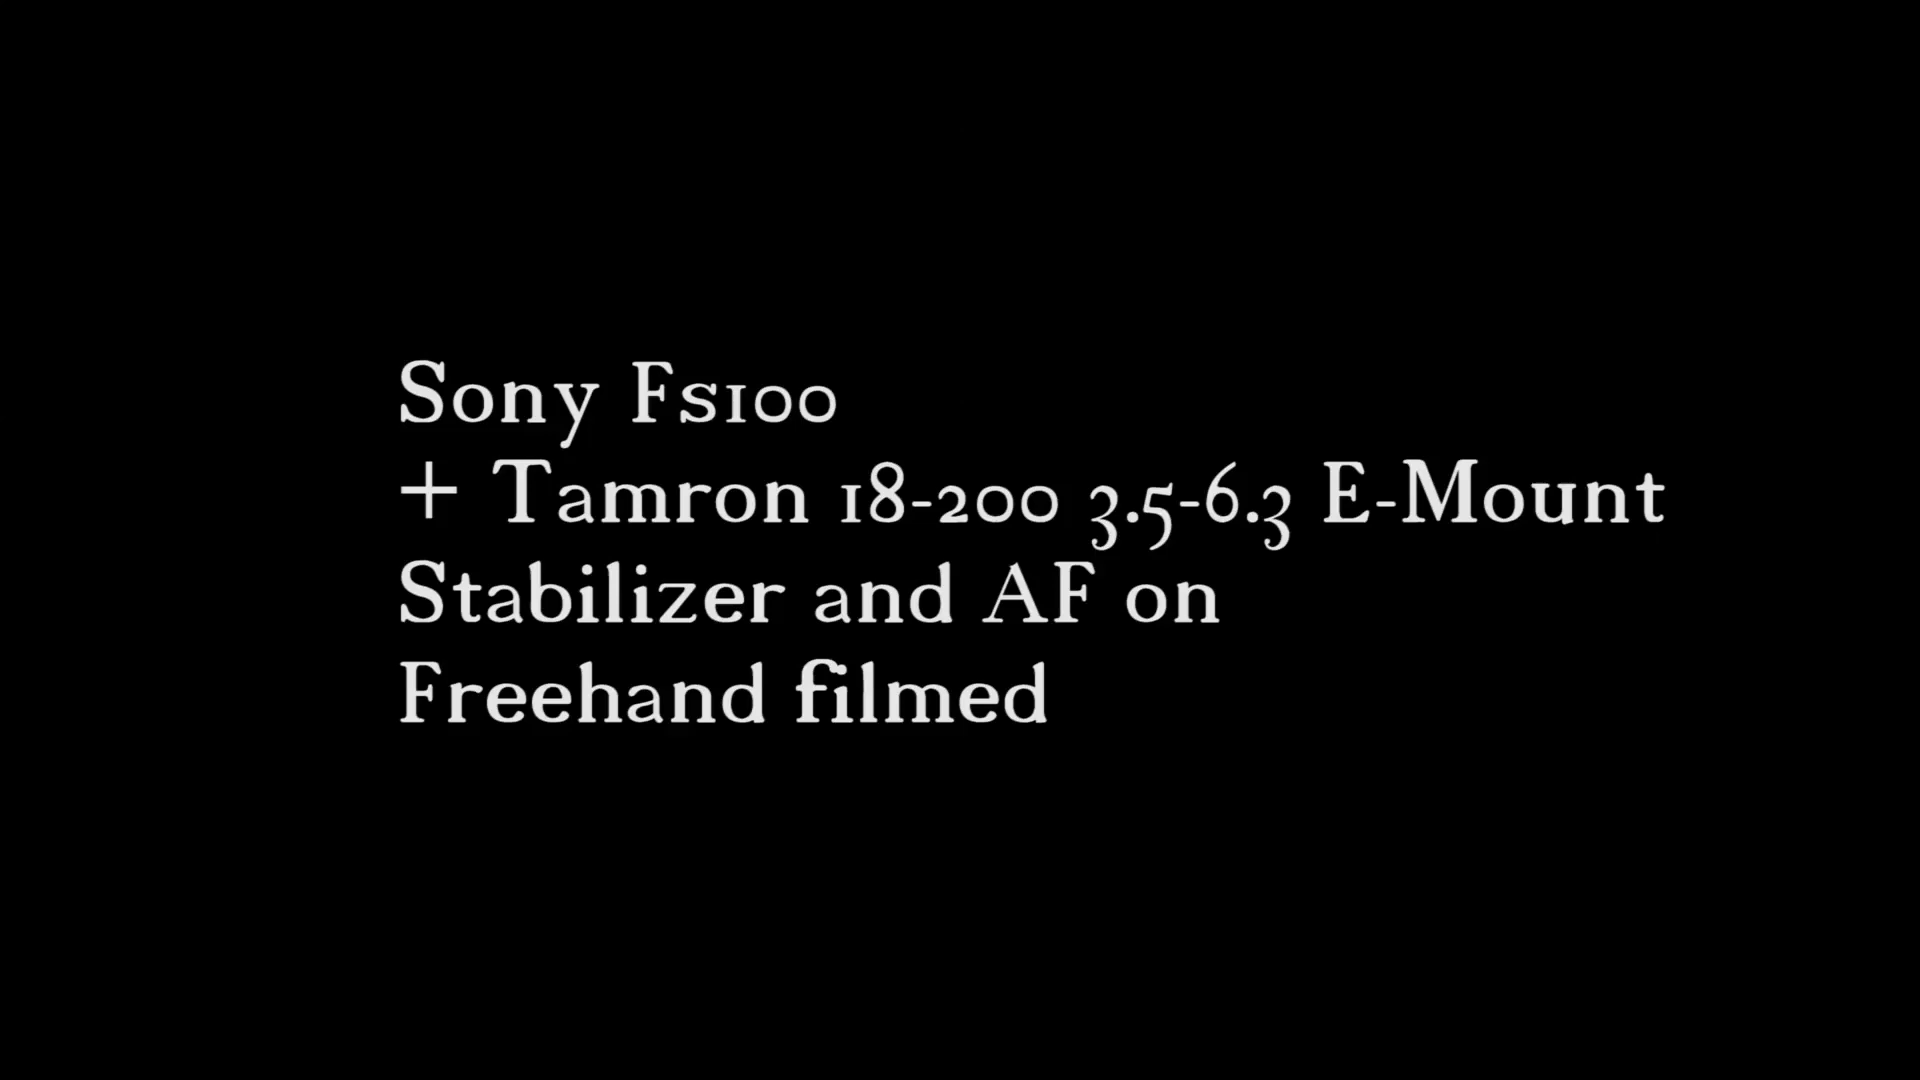 Sony Fs100
+ Tamron 18-200 3.5-6.3 E-Mount
Stabilizer and AF on
Freehand filmed